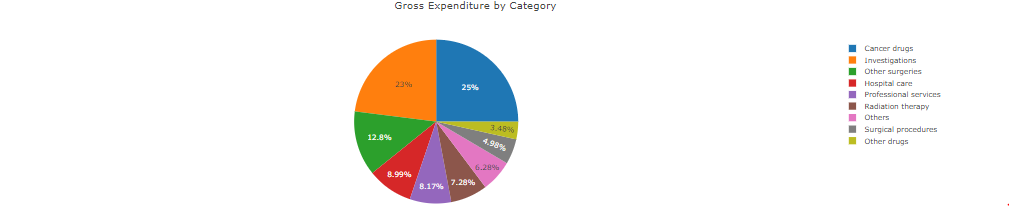 Gross Expenditure by Category
25%
23%
12.8%
8.99%
8.17%
7.28%
6.28%
4.98%
3.48%
Cancer drugs
Investigations
Other surgeries
Hospital care
Professional services
Radiation therapy
Others
Surgical procedures
Other drugs